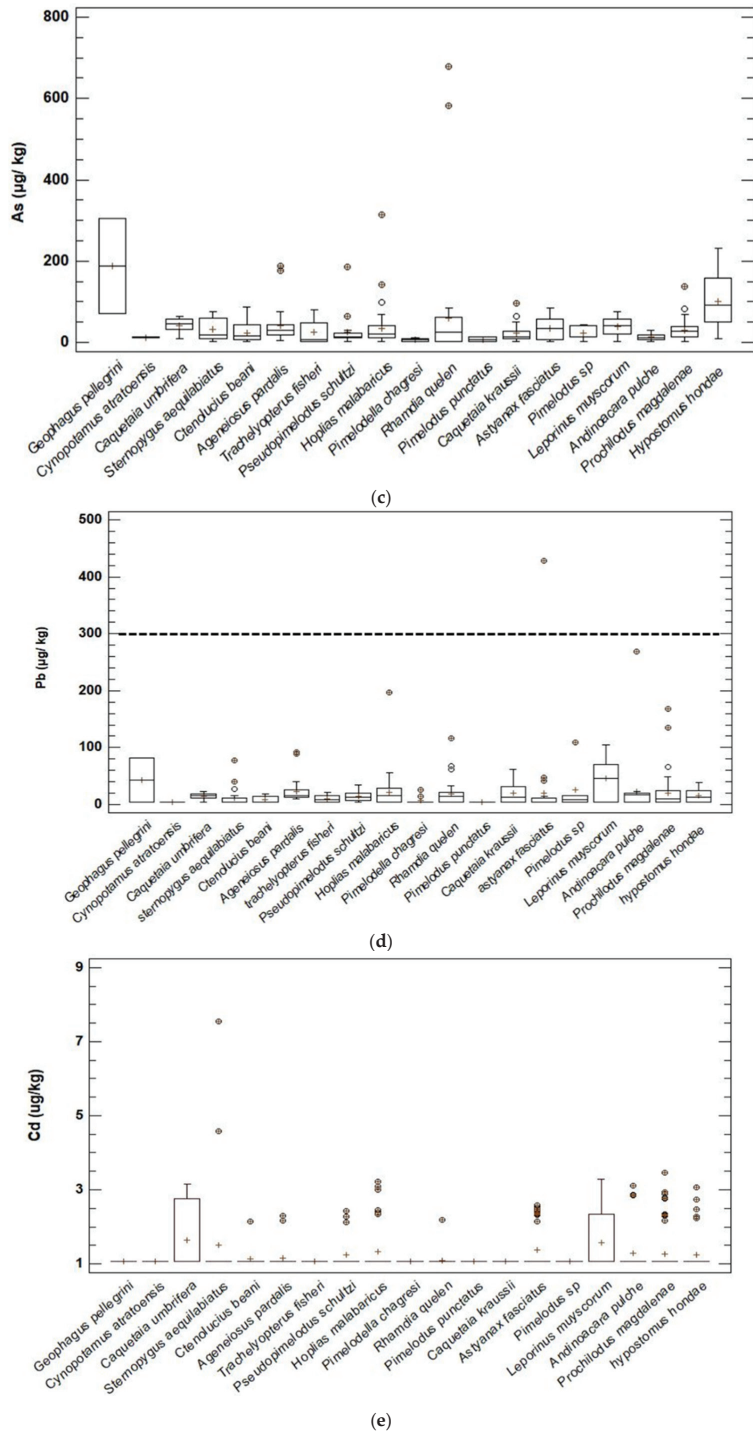 800
600
400
200
0
As (µg/ kg)
Geophagus pellegrini
Cynopotamus atratoensis
Caquetaia umbrifera
Sternopygus aequilabiatus
Ctenolucius beani
Ageneiosus pardalis
Trachelyopterus fisheri
Pseudopimelodus schultzi
Hoplias malabaricus
Pimelodella chagresi
Rhamdia quelen
Pimelodus punctatus
Caquetaia kraussii
Astyanax fasciatus
Pimelodus sp
Leporinus muyscorum
Andinoacara pulche
Prochilodus magdalenae
Hypostomus hondae
(c)
500
400
300
200
100
0
Pb (µg/ kg)
Geophagus pellegrini
Cynopotamus atratoensis
Caquetaia umbrifera
sternopygus aequilabiatus
Ctenolucius beani
Ageneiosus pardalis
trachelyopterus fisheri
Pseudopimelodus schultzi
Hoplias malabaricus
Pimelodella chagresi
Rhamdia quelen
Pimelodus punctatus
Caquetaia kraussii
astyanax fasciatus
Pimelodus sp
Leporinus muyscorum
Andinoacara pulche
Prochilodus magdalenae
hypostomus hondae
(d)
9
7
5
3
1
Cd (ug/kg)
Geophagus pellegrini
Cynopotamus atratoensis
Caquetaia umbrifera
Sternopygus aequilabiatus
Ctenolucius beani
Ageneiosus pardalis
Trachelyopterus fisheri
Pseudopimelodus schultzi
Hoplias malabaricus
Pimelodella chagresi
Rhamdia quelen
Pimelodus punctatus
Caquetaia kraussii
Astyanax fasciatus
Pimelodus sp
Leporinus muyscorum
Andinoacara pulche
Prochilodus magdalenae
hypostomus hondae
(e)